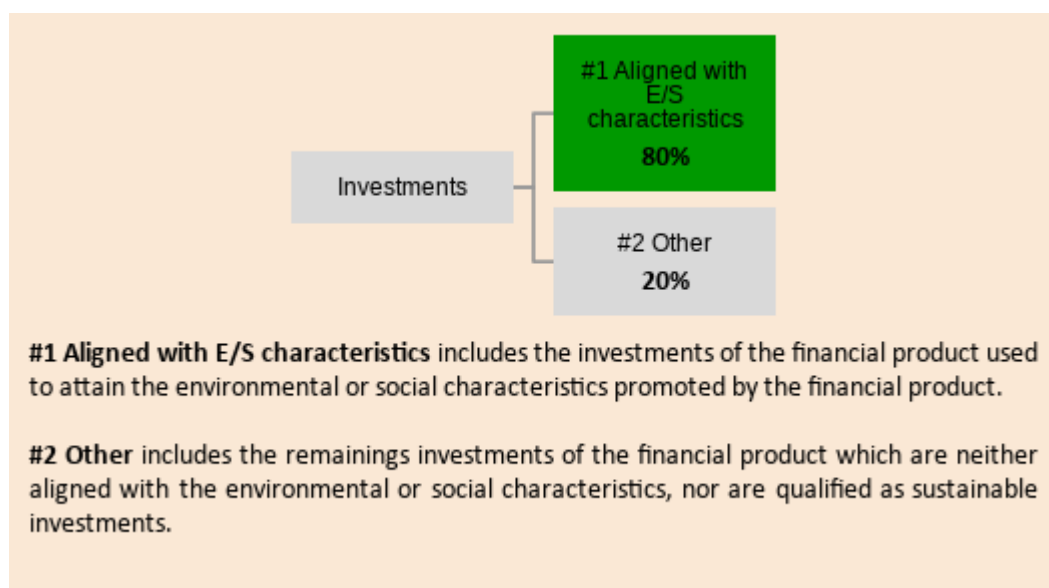 #1 Aligned with
E/S
characteristics
80%
Investments
#2 Other
20%
#1 Aligned with E/S characteristics includes the investments of the financial product used
to attain the environmental or social characteristics promoted by the financial product.
#2 Other includes the remainings investments of the financial product which are neither
aligned with the environmental or social characteristics, nor are qualified as sustainable
investments.